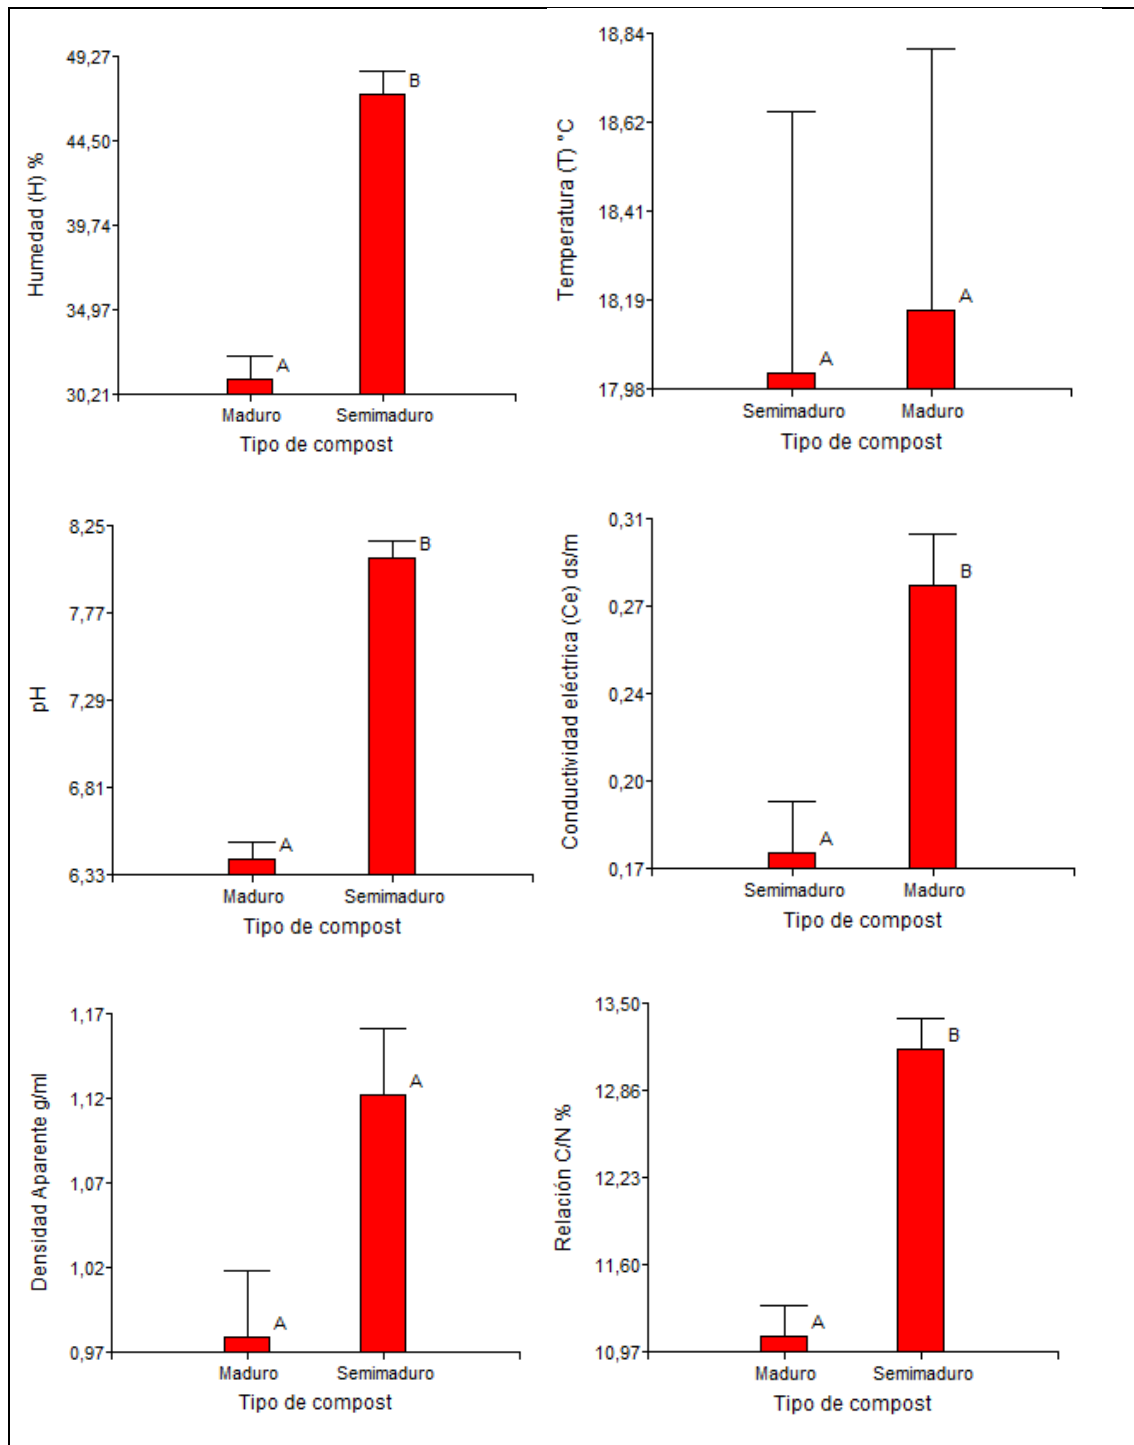 Humedad (H) %
49,27
44,50
39,74
34,97
30,21
A
B
Maduro Semimaduro
Tipo de compost
Temperatura (T) °C
18,84
18,62
18,41
18,19
17,98
A
A
Semimaduro Maduro
Tipo de compost
pH
8,25
7,77
7,29
6,81
6,33
A
B
Maduro Semimaduro
Tipo de compost
Conductividad eléctrica (Ce) ds/m
0,31
0,27
0,24
0,20
0,17
A
B
Semimaduro Maduro
Tipo de compost
Densidad Aparente g/ml
1,17
1,12
1,07
1,02
0,97
A
A
Maduro Semimaduro
Tipo de compost
Relación C/N %
13,50
12,86
12,23
11,60
10,97
A
B
Maduro Semimaduro
Tipo de compost